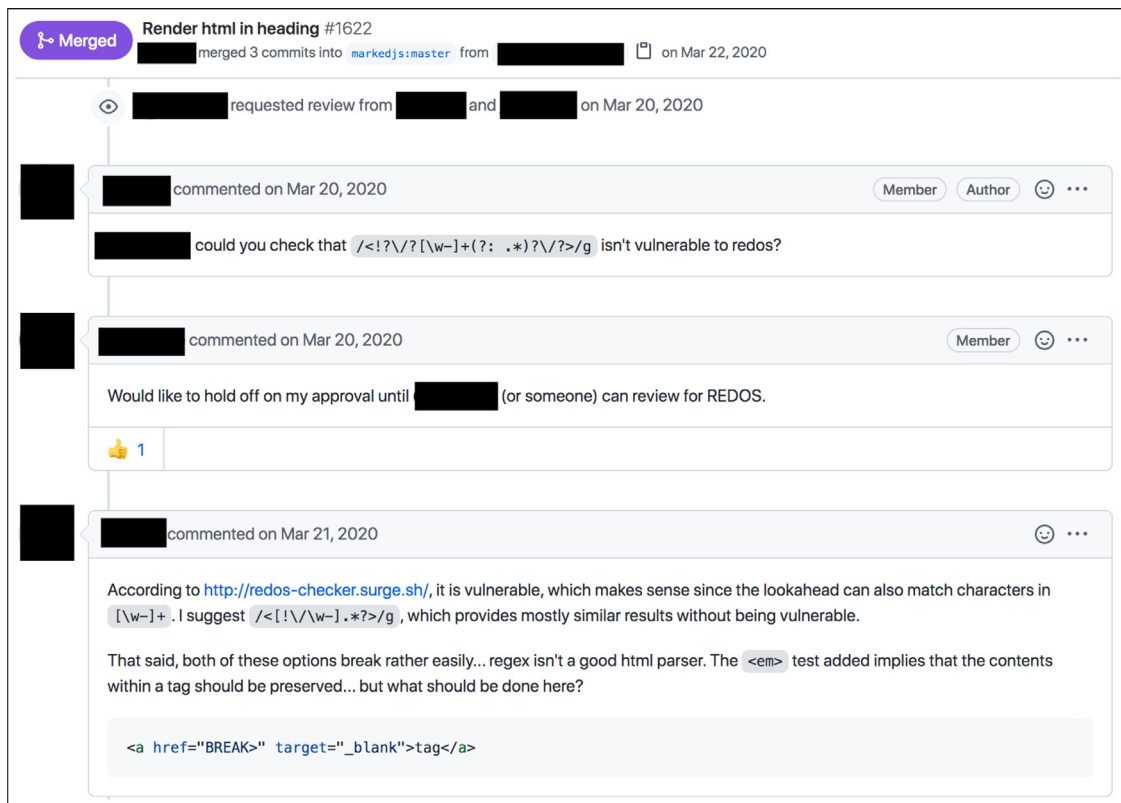 Merged
Render html in heading #1622
merged 3 commits into markedjs:master from on Mar 22, 2020
requested review from and on Mar 20, 2020
commented on Mar 20, 2020 Member Author
could you check that /<!?\/?[\w-]+(?: .*)?\/?>/g isn't vulnerable to redos?
commented on Mar 20, 2020 Member
Would like to hold off on my approval until (or someone) can review for REDOS.
👍 1
commented on Mar 21, 2020
According to http://redos-checker.surge.sh/, it is vulnerable, which makes sense since the lookahead can also match characters in
[\w-]+ . I suggest /<[!\/\w-].*?>/g , which provides mostly similar results without being vulnerable.
That said, both of these options break rather easily... regex isn't a good html parser. The <em> test added implies that the contents
within a tag should be preserved... but what should be done here?
<a href="BREAK>" target="_blank">tag</a>